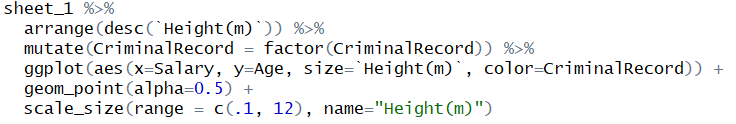 sheet_1 %>%
  arrange(desc(`Height(m)`)) %>%
  mutate(CriminalRecord = factor(CriminalRecord)) %>%
  ggplot(aes(x=Salary, y=Age, size=`Height(m)`, color=CriminalRecord)) +
  geom_point(alpha=0.5) +
  scale_size(range = c(.1, 12), name="Height(m)")